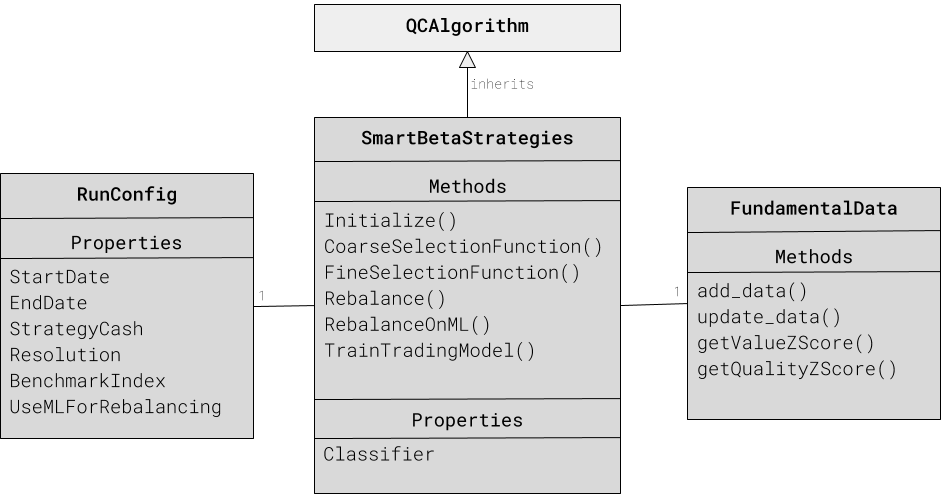 QCAlgorithm
inherits
SmartBetaStrategies
Methods
Initialize()
CoarseSelectionFunction()
FineSelectionFunction()
Rebalance()
RebalanceOnML()
TrainTradingModel()
Properties
Classifier
RunConfig
Properties
StartDate
EndDate
StrategyCash
Resolution
BenchmarkIndex
UseMLForRebalancing
1
1
FundamentalData
Methods
add_data()
update_data()
getValueZScore()
getQualityZScore()